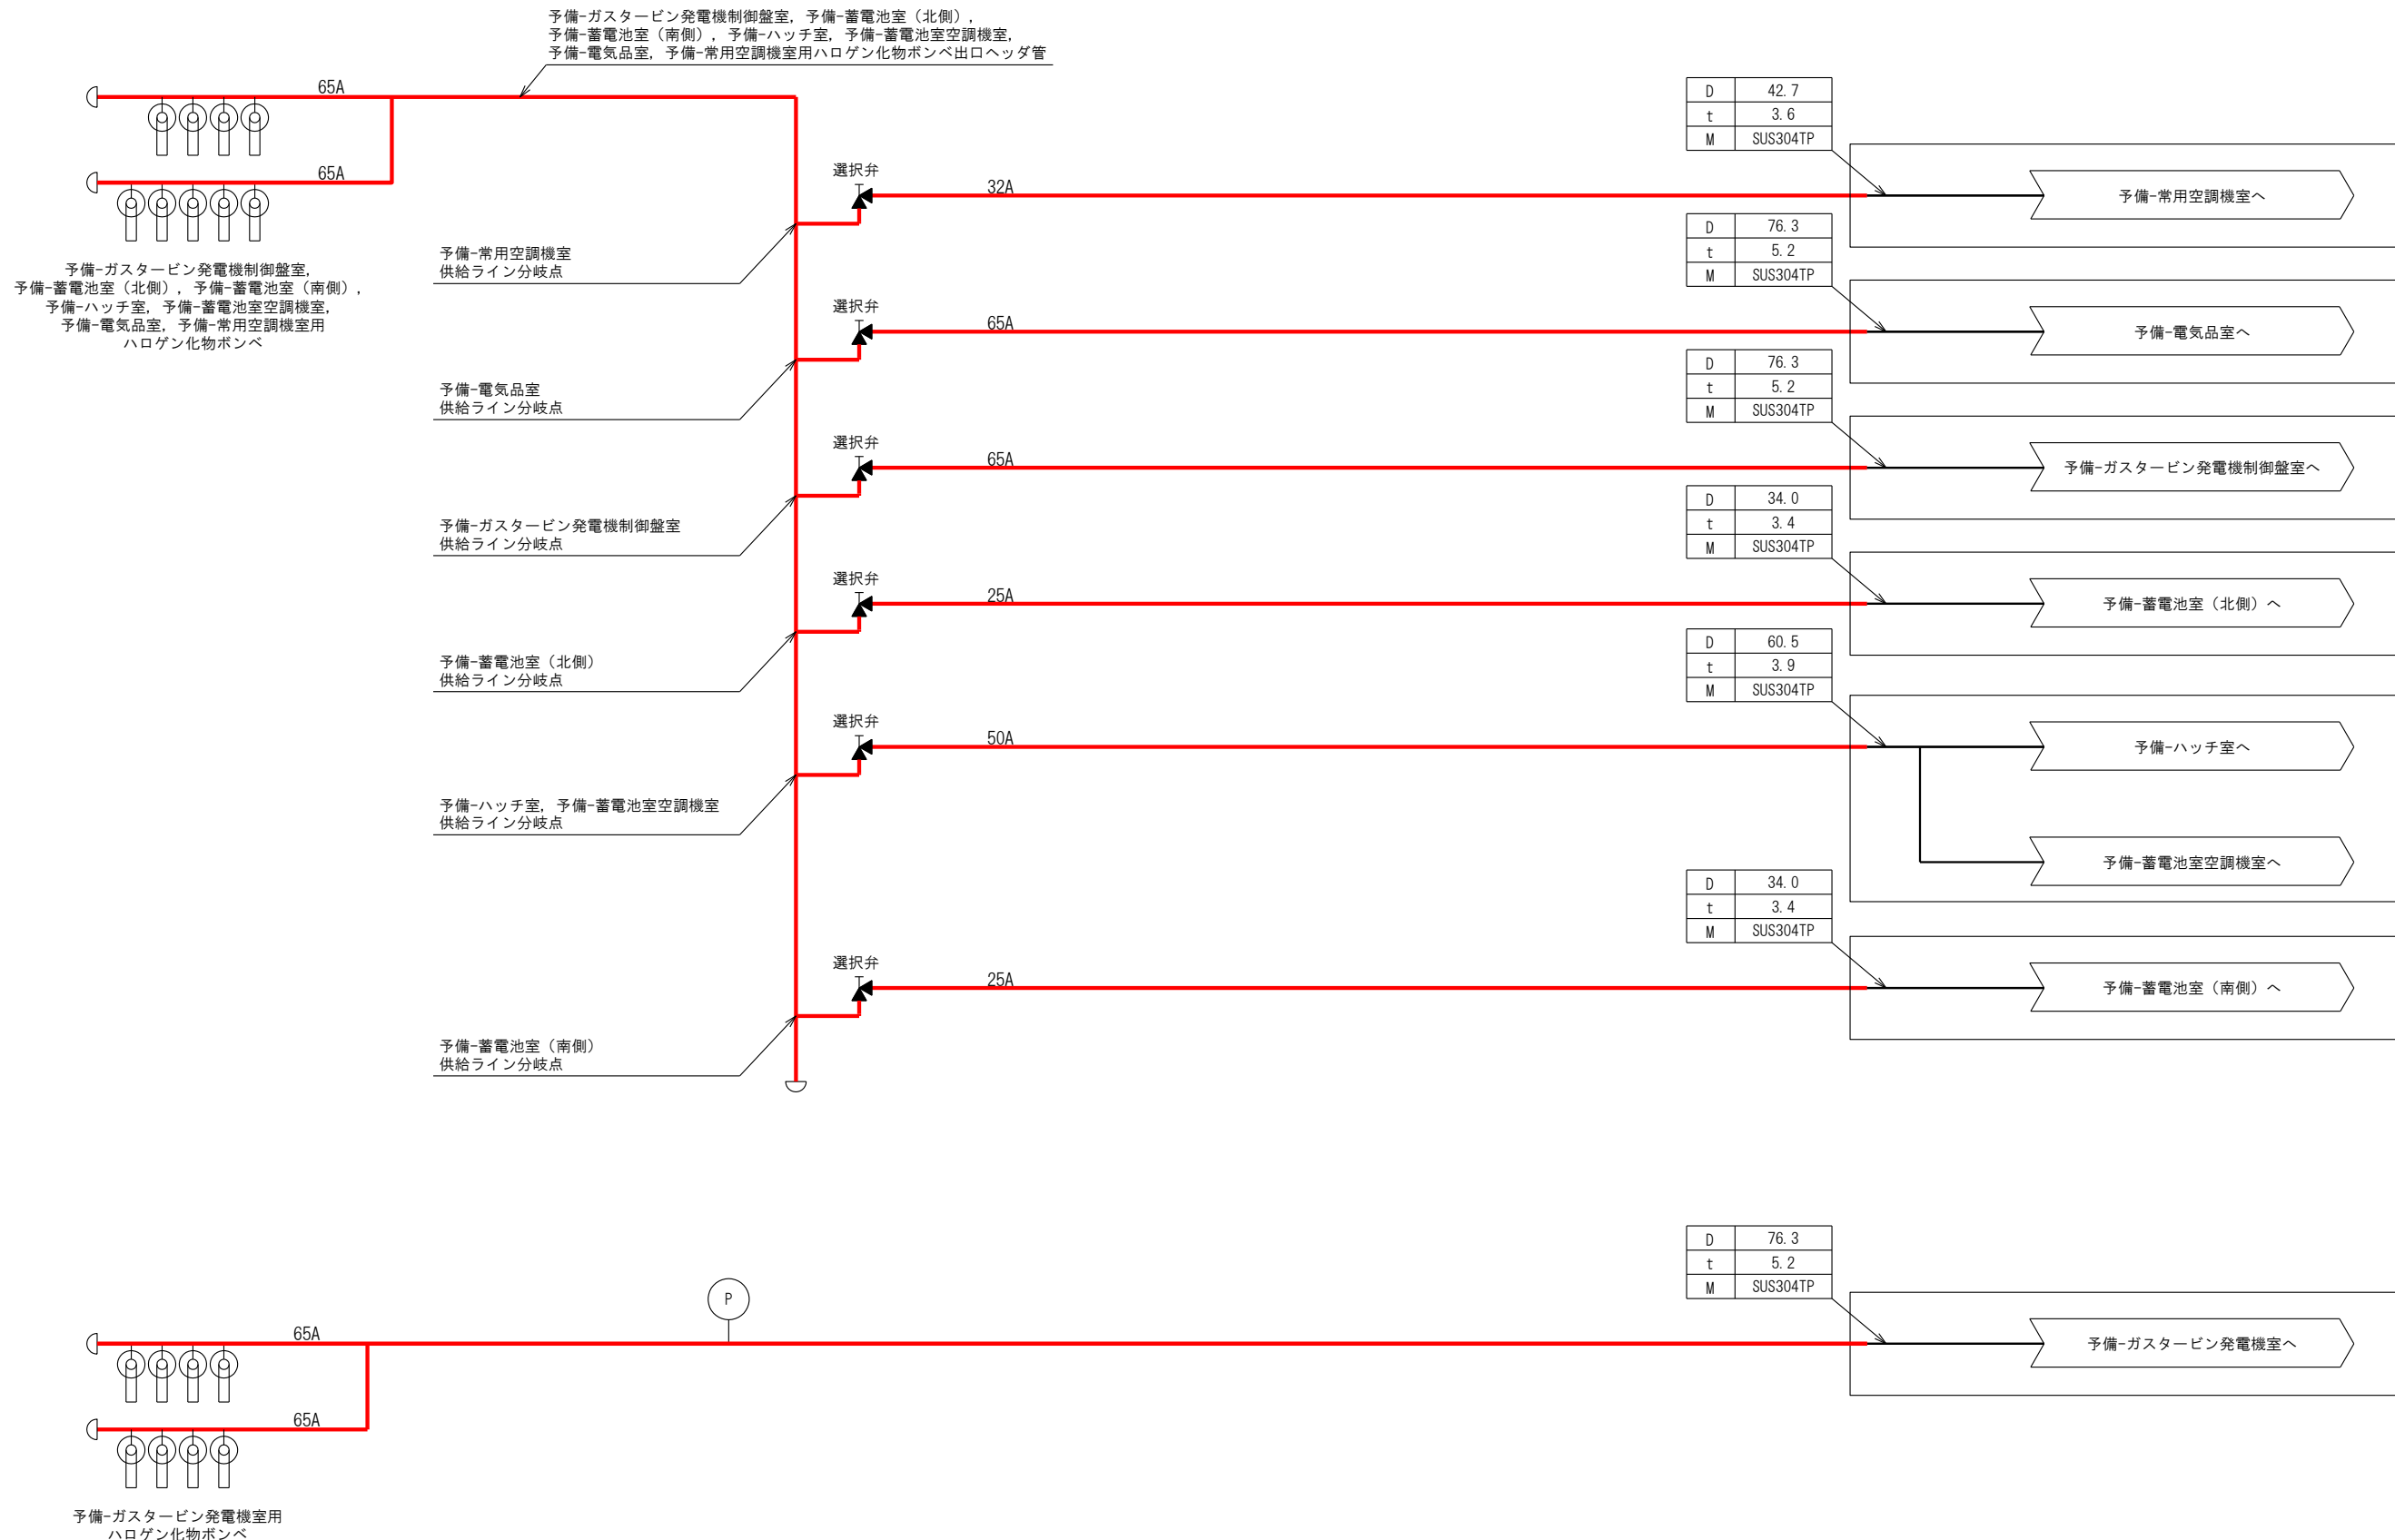 予備-ガスタービン発電機制御盤室，予備-蓄電池室（北側），
予備-蓄電池室（南側），予備-ハッチ室，予備-蓄電池室空調機室，
予備-電気品室，予備-常用空調機室用ハロゲン化物ボンベ出口ヘッダ管
65A
65A
予備-ガスタービン発電機制御盤室，
予備-蓄電池室（北側），予備-蓄電池室（南側），
予備-ハッチ室，予備-蓄電池室空調機室，
予備-電気品室，予備-常用空調機室用
ハロゲン化物ボンベ
D 42.7
t 3.6
M SUS304TP
選択弁
32A
予備-常用空調機室へ
予備-常用空調機室
供給ライン分岐点
D 76.3
t 5.2
M SUS304TP
選択弁
65A
予備-電気品室へ
予備-電気品室
供給ライン分岐点
D 76.3
t 5.2
M SUS304TP
選択弁
65A
予備-ガスタービン発電機制御盤室へ
予備-ガスタービン発電機制御盤室
供給ライン分岐点
D 34.0
t 3.4
M SUS304TP
選択弁
25A
予備-蓄電池室（北側）へ
予備-蓄電池室（北側）
供給ライン分岐点
D 60.5
t 3.9
M SUS304TP
選択弁
50A
予備-ハッチ室へ
予備-ハッチ室，予備-蓄電池室空調機室
供給ライン分岐点
予備-蓄電池室空調機室へ
D 34.0
t 3.4
M SUS304TP
選択弁
25A
予備-蓄電池室（南側）へ
予備-蓄電池室（南側）
供給ライン分岐点
D 76.3
t 5.2
M SUS304TP
P
65A
予備-ガスタービン発電機室へ
65A
予備-ガスタービン発電機室用
ハロゲン化物ボンベ